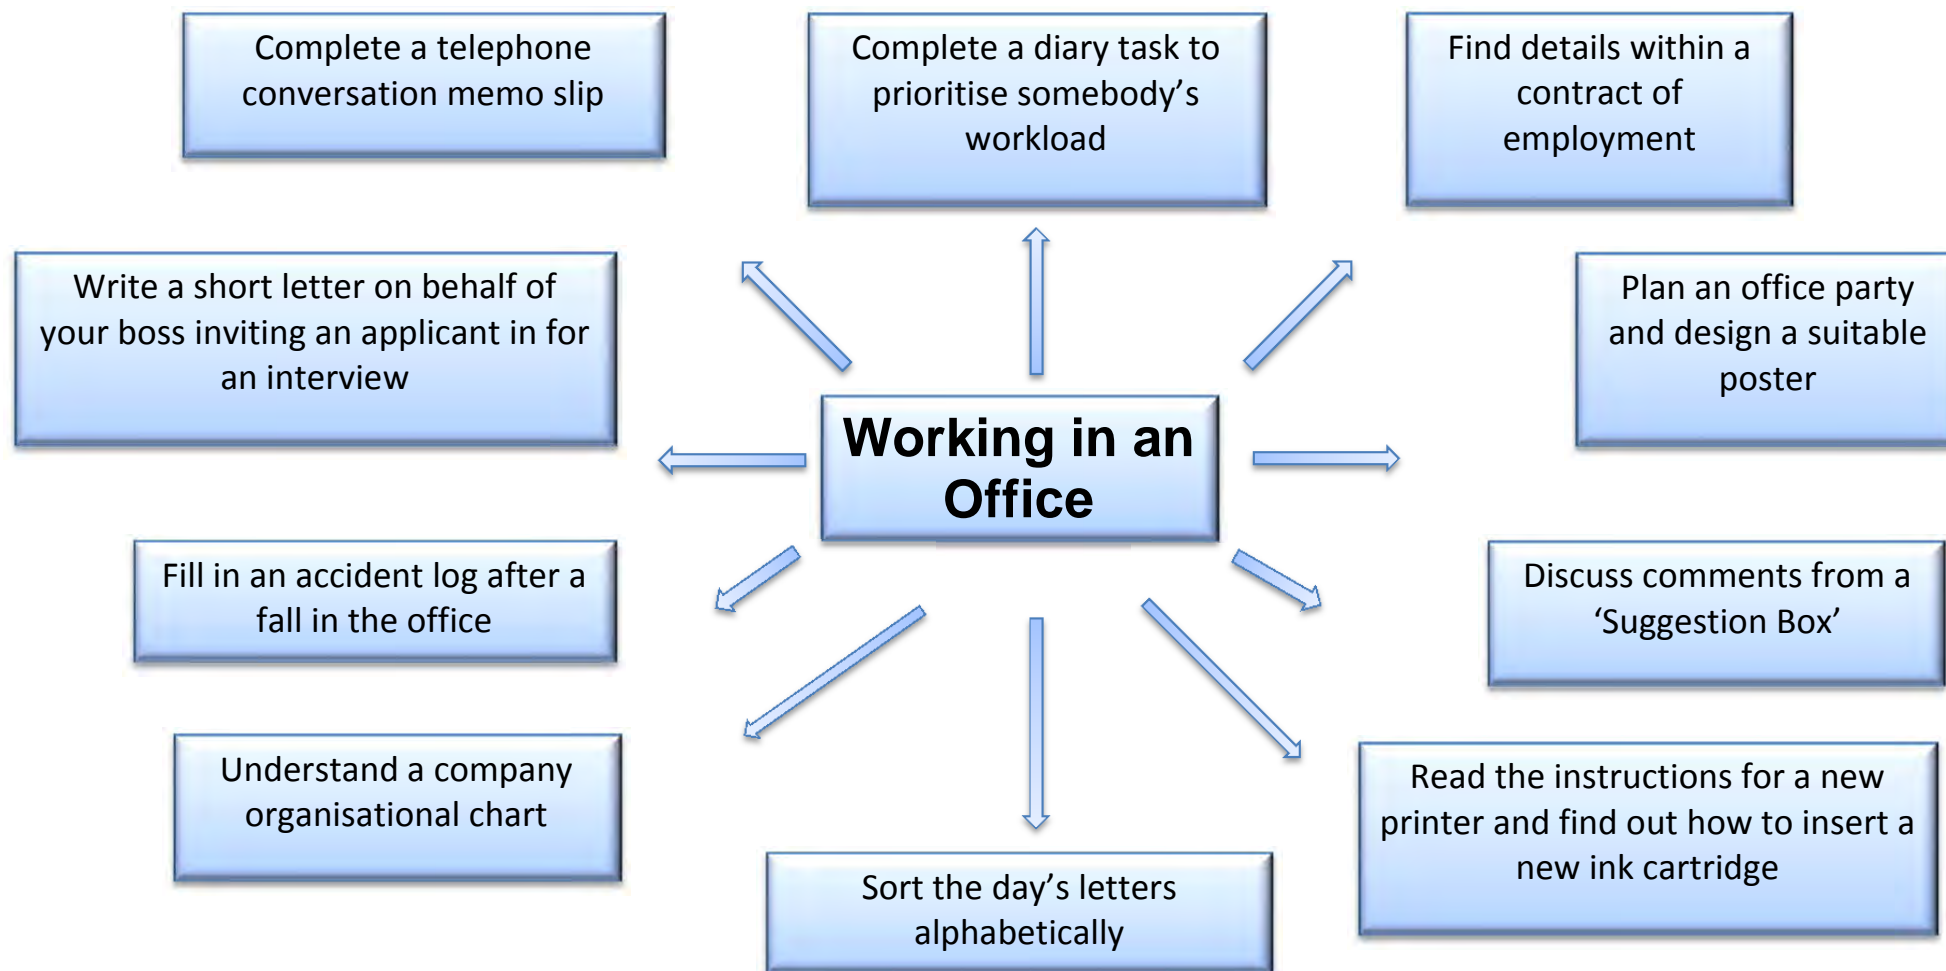 Complete a telephone
conversation memo slip
Complete a diary task to
prioritise somebody’s
workload
Find details within a
contract of
employment
Write a short letter on behalf of
your boss inviting an applicant in for
an interview
Plan an office party
and design a suitable
poster
Working in an
Office
Fill in an accident log after a
fall in the office
Discuss comments from a
‘Suggestion Box’
Understand a company
organisational chart
Read the instructions for a new
printer and find out how to insert a
new ink cartridge
Sort the day’s letters
alphabetically